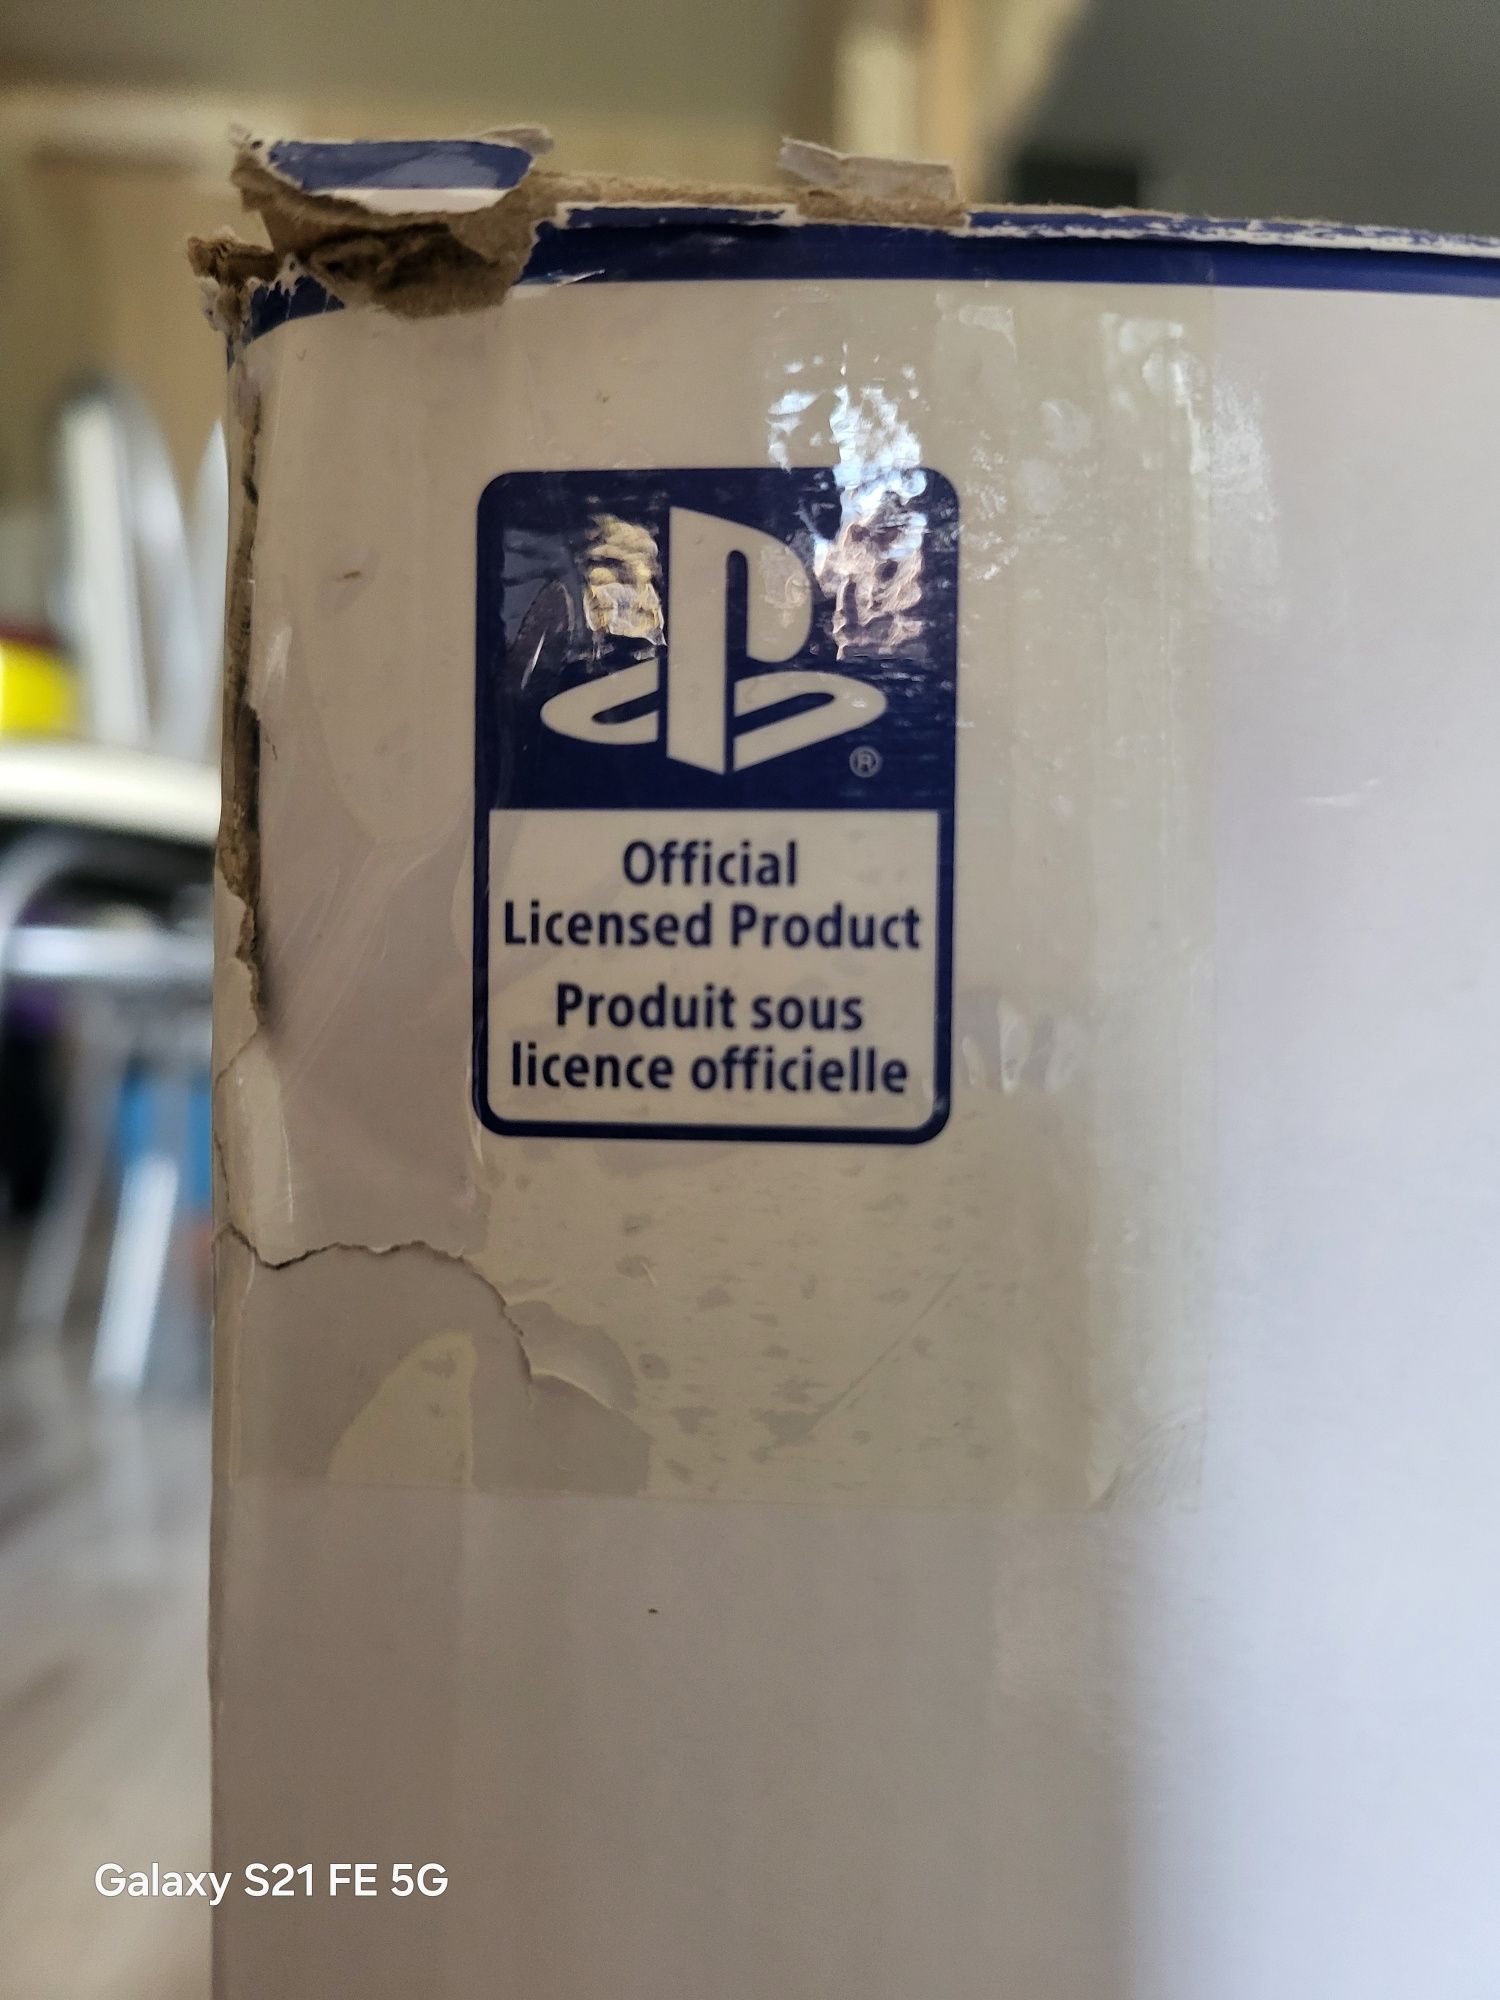 ®
Official
Licensed Product
Produit sous
licence officielle
Galaxy S21 FE 5G